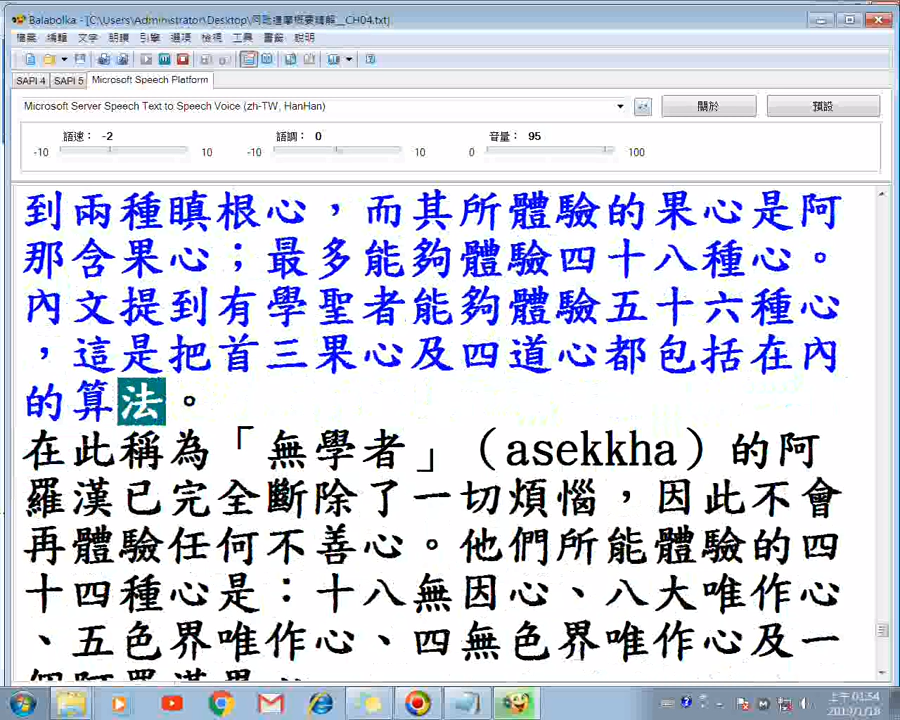 Balabolka - [C:\Users\Administrator\Desktop\阿毗達摩概要精解__CH04.txt]
檔案 編輯 文字 朗讀 引擎 選項 檢視 工具 書籤 說明
SAPI 4 SAPI 5 Microsoft Speech Platform
Microsoft Server Speech Text to Speech Voice (zh-TW, HanHan) 關於 預設
語速： -2 語調： 0 音量： 95
-10 10 -10 10 0 100
到兩種瞋根心，而其所體驗的果心是阿
那含果心；最多能夠體驗四十八種心。
內文提到有學聖者能夠體驗五十六種心
，這是把首三果心及四道心都包括在內
的算法。
在此稱為「無學者」（asekkha）的阿
羅漢已完全斷除了一切煩惱，因此不會
再體驗任何不善心。他們所能體驗的四
十四種心是：十八無因心、八大唯作心
、五色界唯作心、四無色界唯作心及一
個阿羅漢果心
上午 01:54
2019/1/18